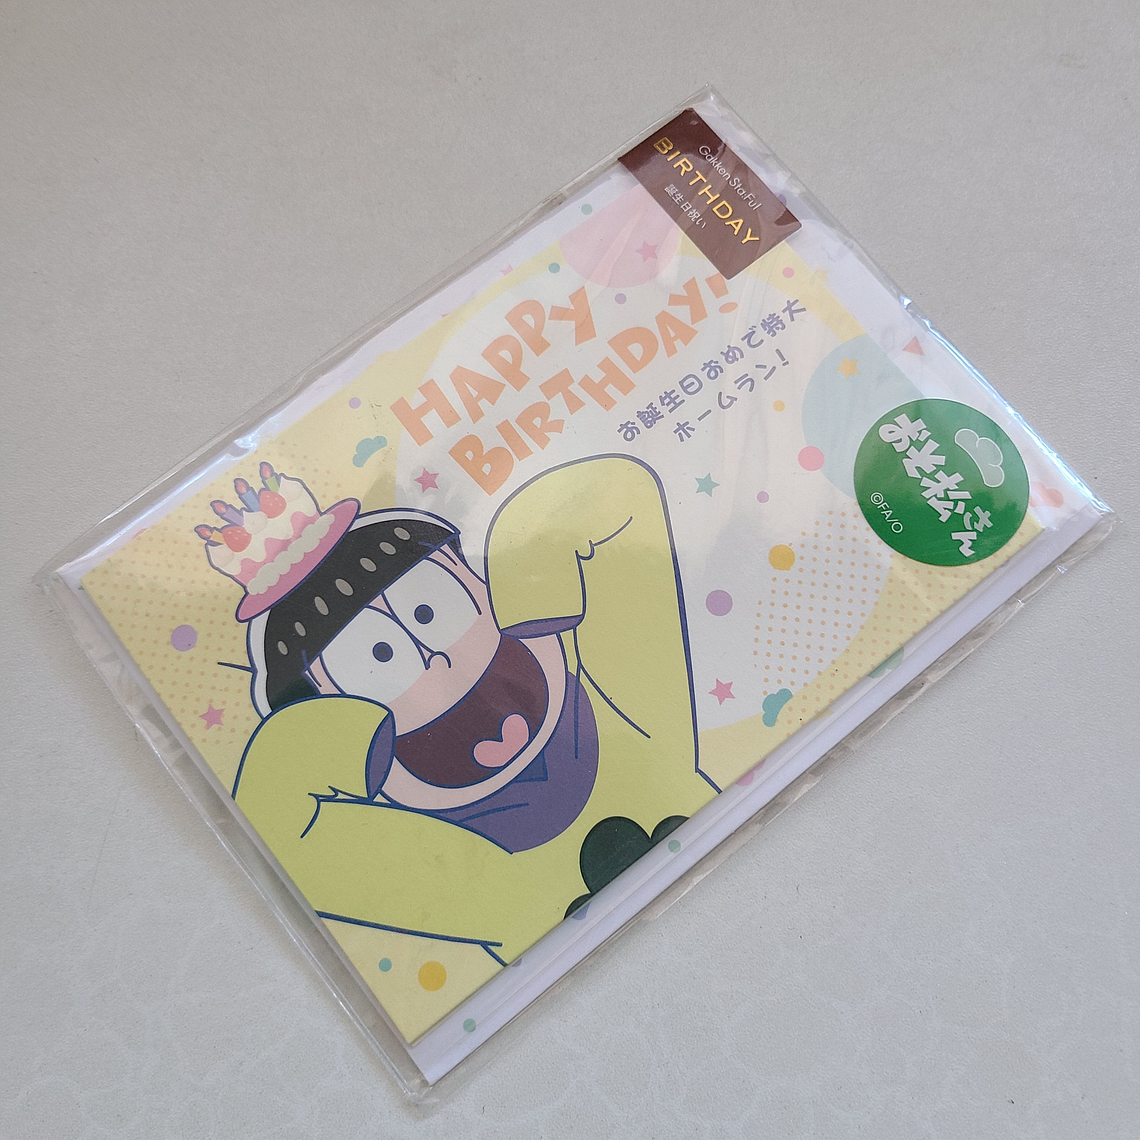 Gakken Sta:Ful
BIRTHDAY
誕生日祝い
HAPPY
BIRTHDAY!
お誕生日おめで特大
ホームラン!
おそ松さん
©FA/O